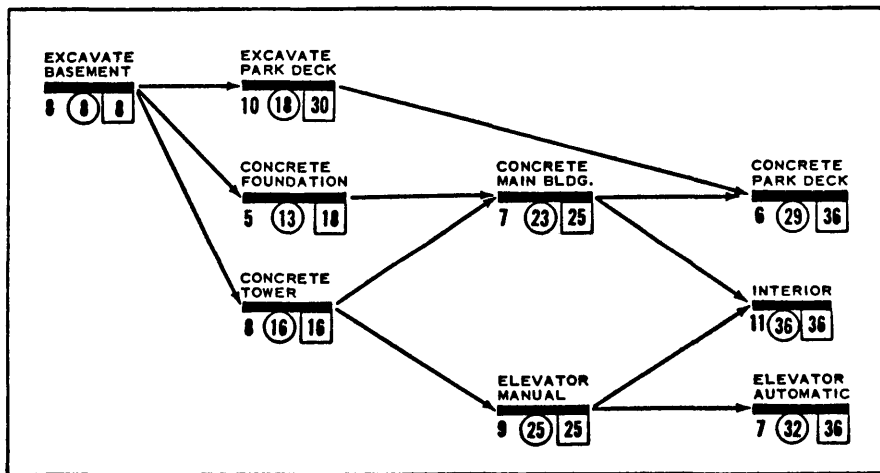 EXCAVATE
BASEMENT
8 8 8
EXCAVATE
PARK DECK
10 18 30
CONCRETE
FOUNDATION
5 13 18
CONCRETE
MAIN BLDG.
7 23 25
CONCRETE
PARK DECK
6 29 36
CONCRETE
TOWER
8 16 16
INTERIOR
11 36 36
ELEVATOR
MANUAL
9 25 25
ELEVATOR
AUTOMATIC
7 32 36